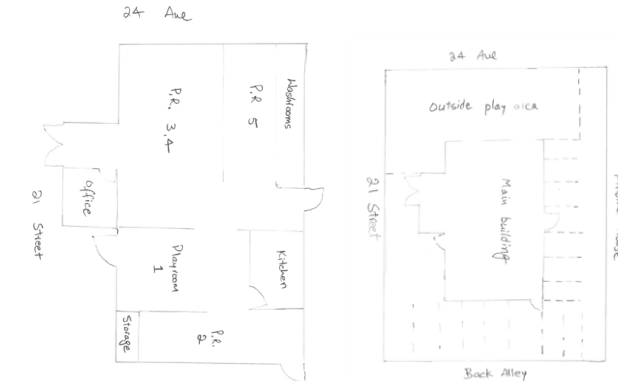 24 Ave
P.R. 3,4
P.R 5
Washrooms
Office
21 Street
Playroom
1
Kitchen
Storage
P.R.
2
24 Ave
Outside play area
21 Street
Main building
Back Alley